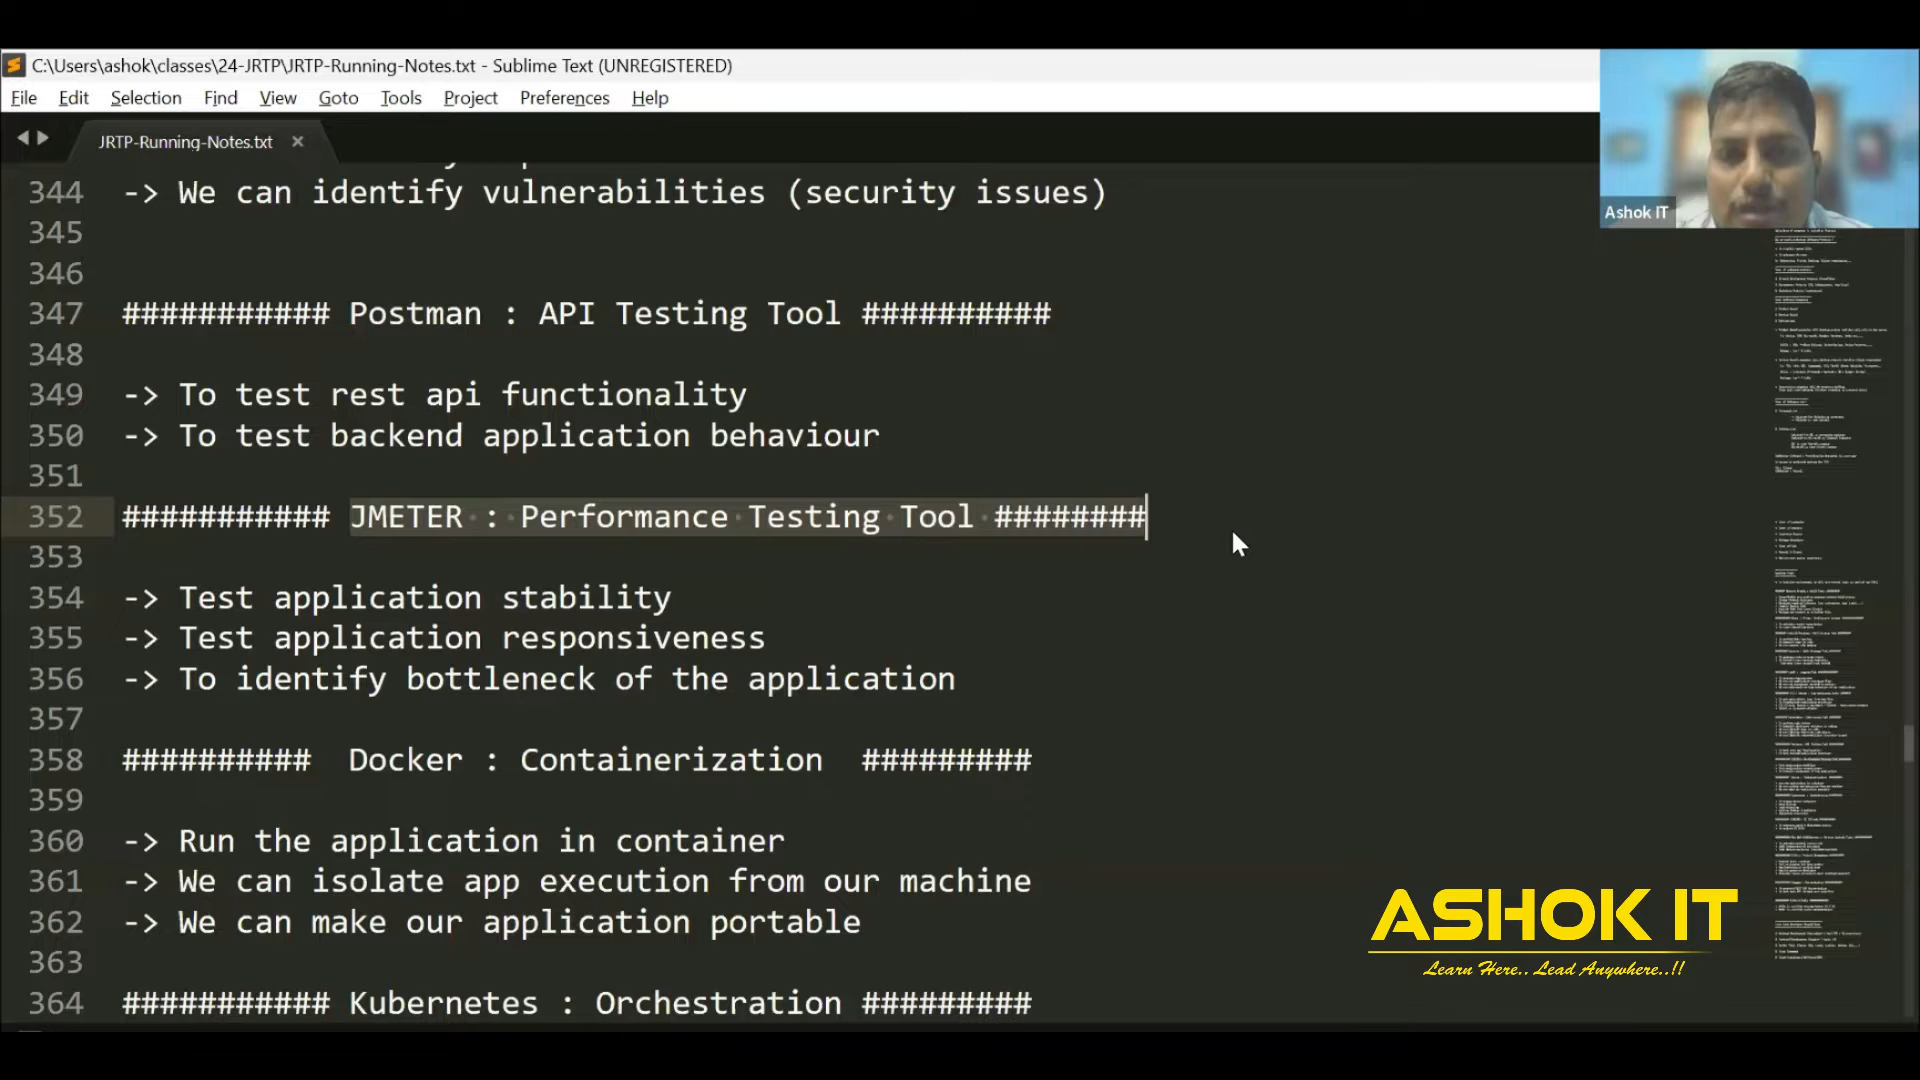 C:\Users\ashok\classes\24-JRTP\JRTP-Running-Notes.txt - Sublime Text (UNREGISTERED)
File Edit Selection Find View Goto Tools Project Preferences Help
JRTP-Running-Notes.txt ×
Ashok IT
344 -> We can identify vulnerabilities (security issues)
345
346
347 ########### Postman : API Testing Tool ##########
348
349 -> To test rest api functionality
350 -> To test backend application behaviour
351
352 ########### JMETER : Performance Testing Tool ########
353
354 -> Test application stability
355 -> Test application responsiveness
356 -> To identify bottleneck of the application
357
358 ########## Docker : Containerization #########
359
360 -> Run the application in container
361 -> We can isolate app execution from our machine
362 -> We can make our application portable
363
364 ########### Kubernetes : Orchestration #########
ASHOK IT
Learn Here.. Lead Anywhere..!!